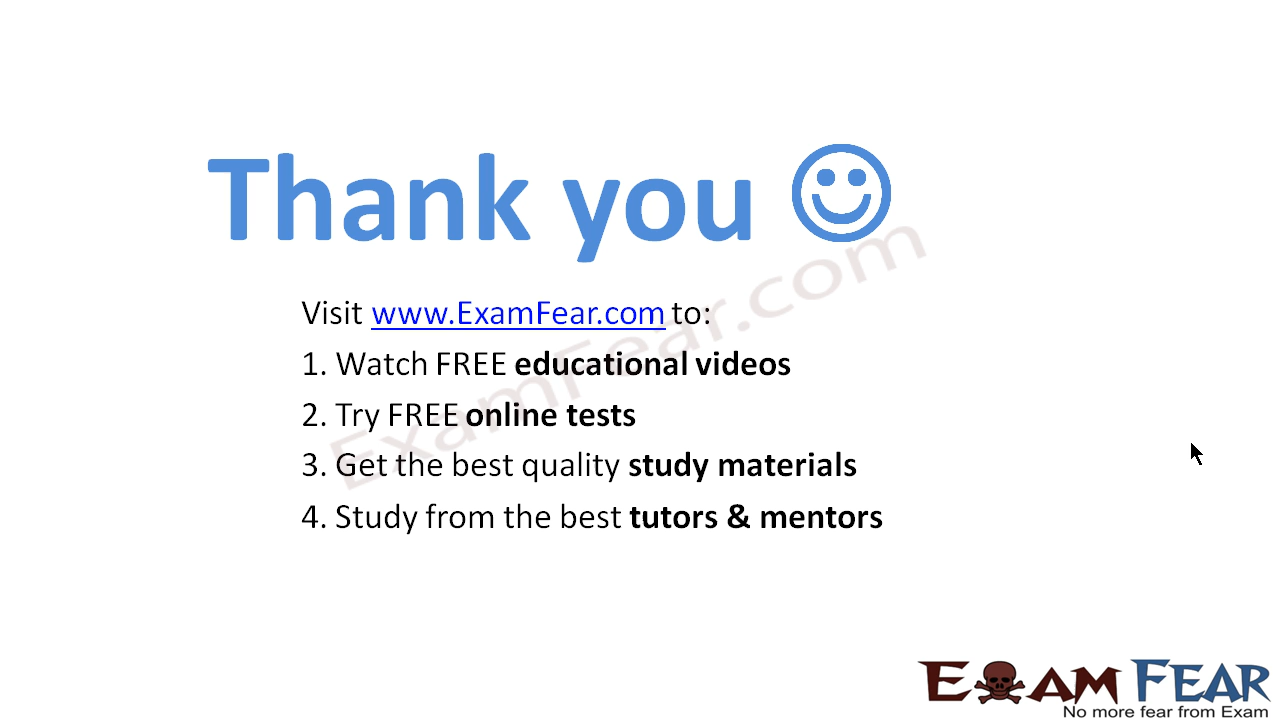 Thank you
Visit www.ExamFear.com to:
1. Watch FREE educational videos
2. Try FREE online tests
3. Get the best quality study materials
4. Study from the best tutors & mentors
ExamFear.com
EXAM FEAR
No more fear from Exam